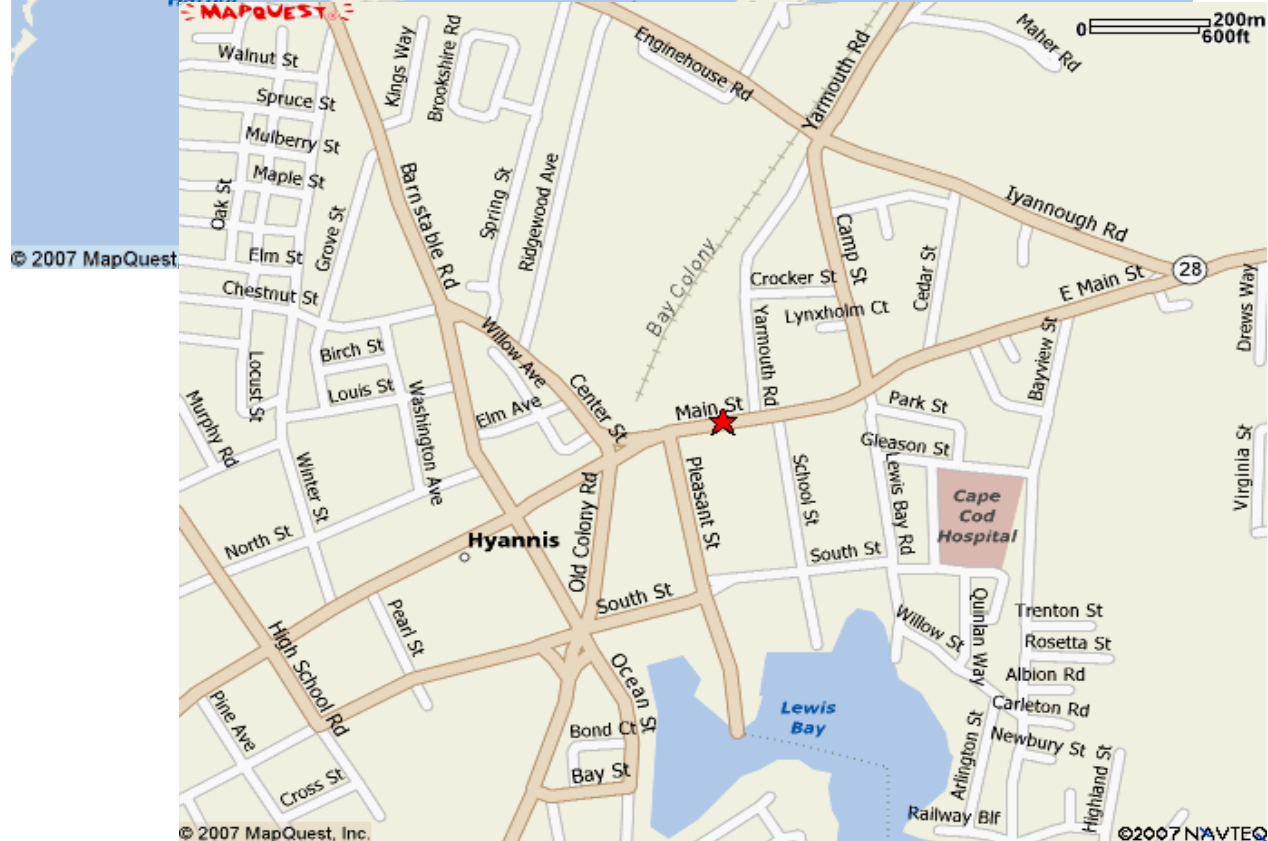 MAPQUEST
200m
0
600ft
Maher Rd
Enginehouse Rd
Yarmouth Rd
Walnut St
Kings Way
Brookshire Rd
Spruce St
Mulberry St
Maple St
Oak St
Grove St
Barnstable Rd
Spring St
Ridgewood Ave
Iyannough Rd
Camp St
Elm St
© 2007 MapQuest
Bay Colony
Crocker St
Cedar St
E Main St
28
Chestnut St
Lynxholm Ct
Drews Way
Yarmouth Rd
Bayview St
Birch St
Willow Ave
Locust St
Louis St
Washington Ave
Elm Ave
Center St
Main St
Park St
Murphy Rd
Gleason St
Winter St
Pleasant St
School St
Lewis Bay Rd
Virginia St
Cape
Cod
Hospital
North St
Hyannis
Old Colony Rd
South St
South St
Pearl St
Quinlan Way
Trenton St
Willow St
Rosetta St
High School Rd
Ocean St
Albion Rd
Lewis
Bay
Carleton Rd
Pine Ave
Bond Ct
Arlington St
Newbury St
Highland St
Bay St
Cross St
Railway Blf
© 2007 MapQuest, Inc.
©2007 NAVTEQ